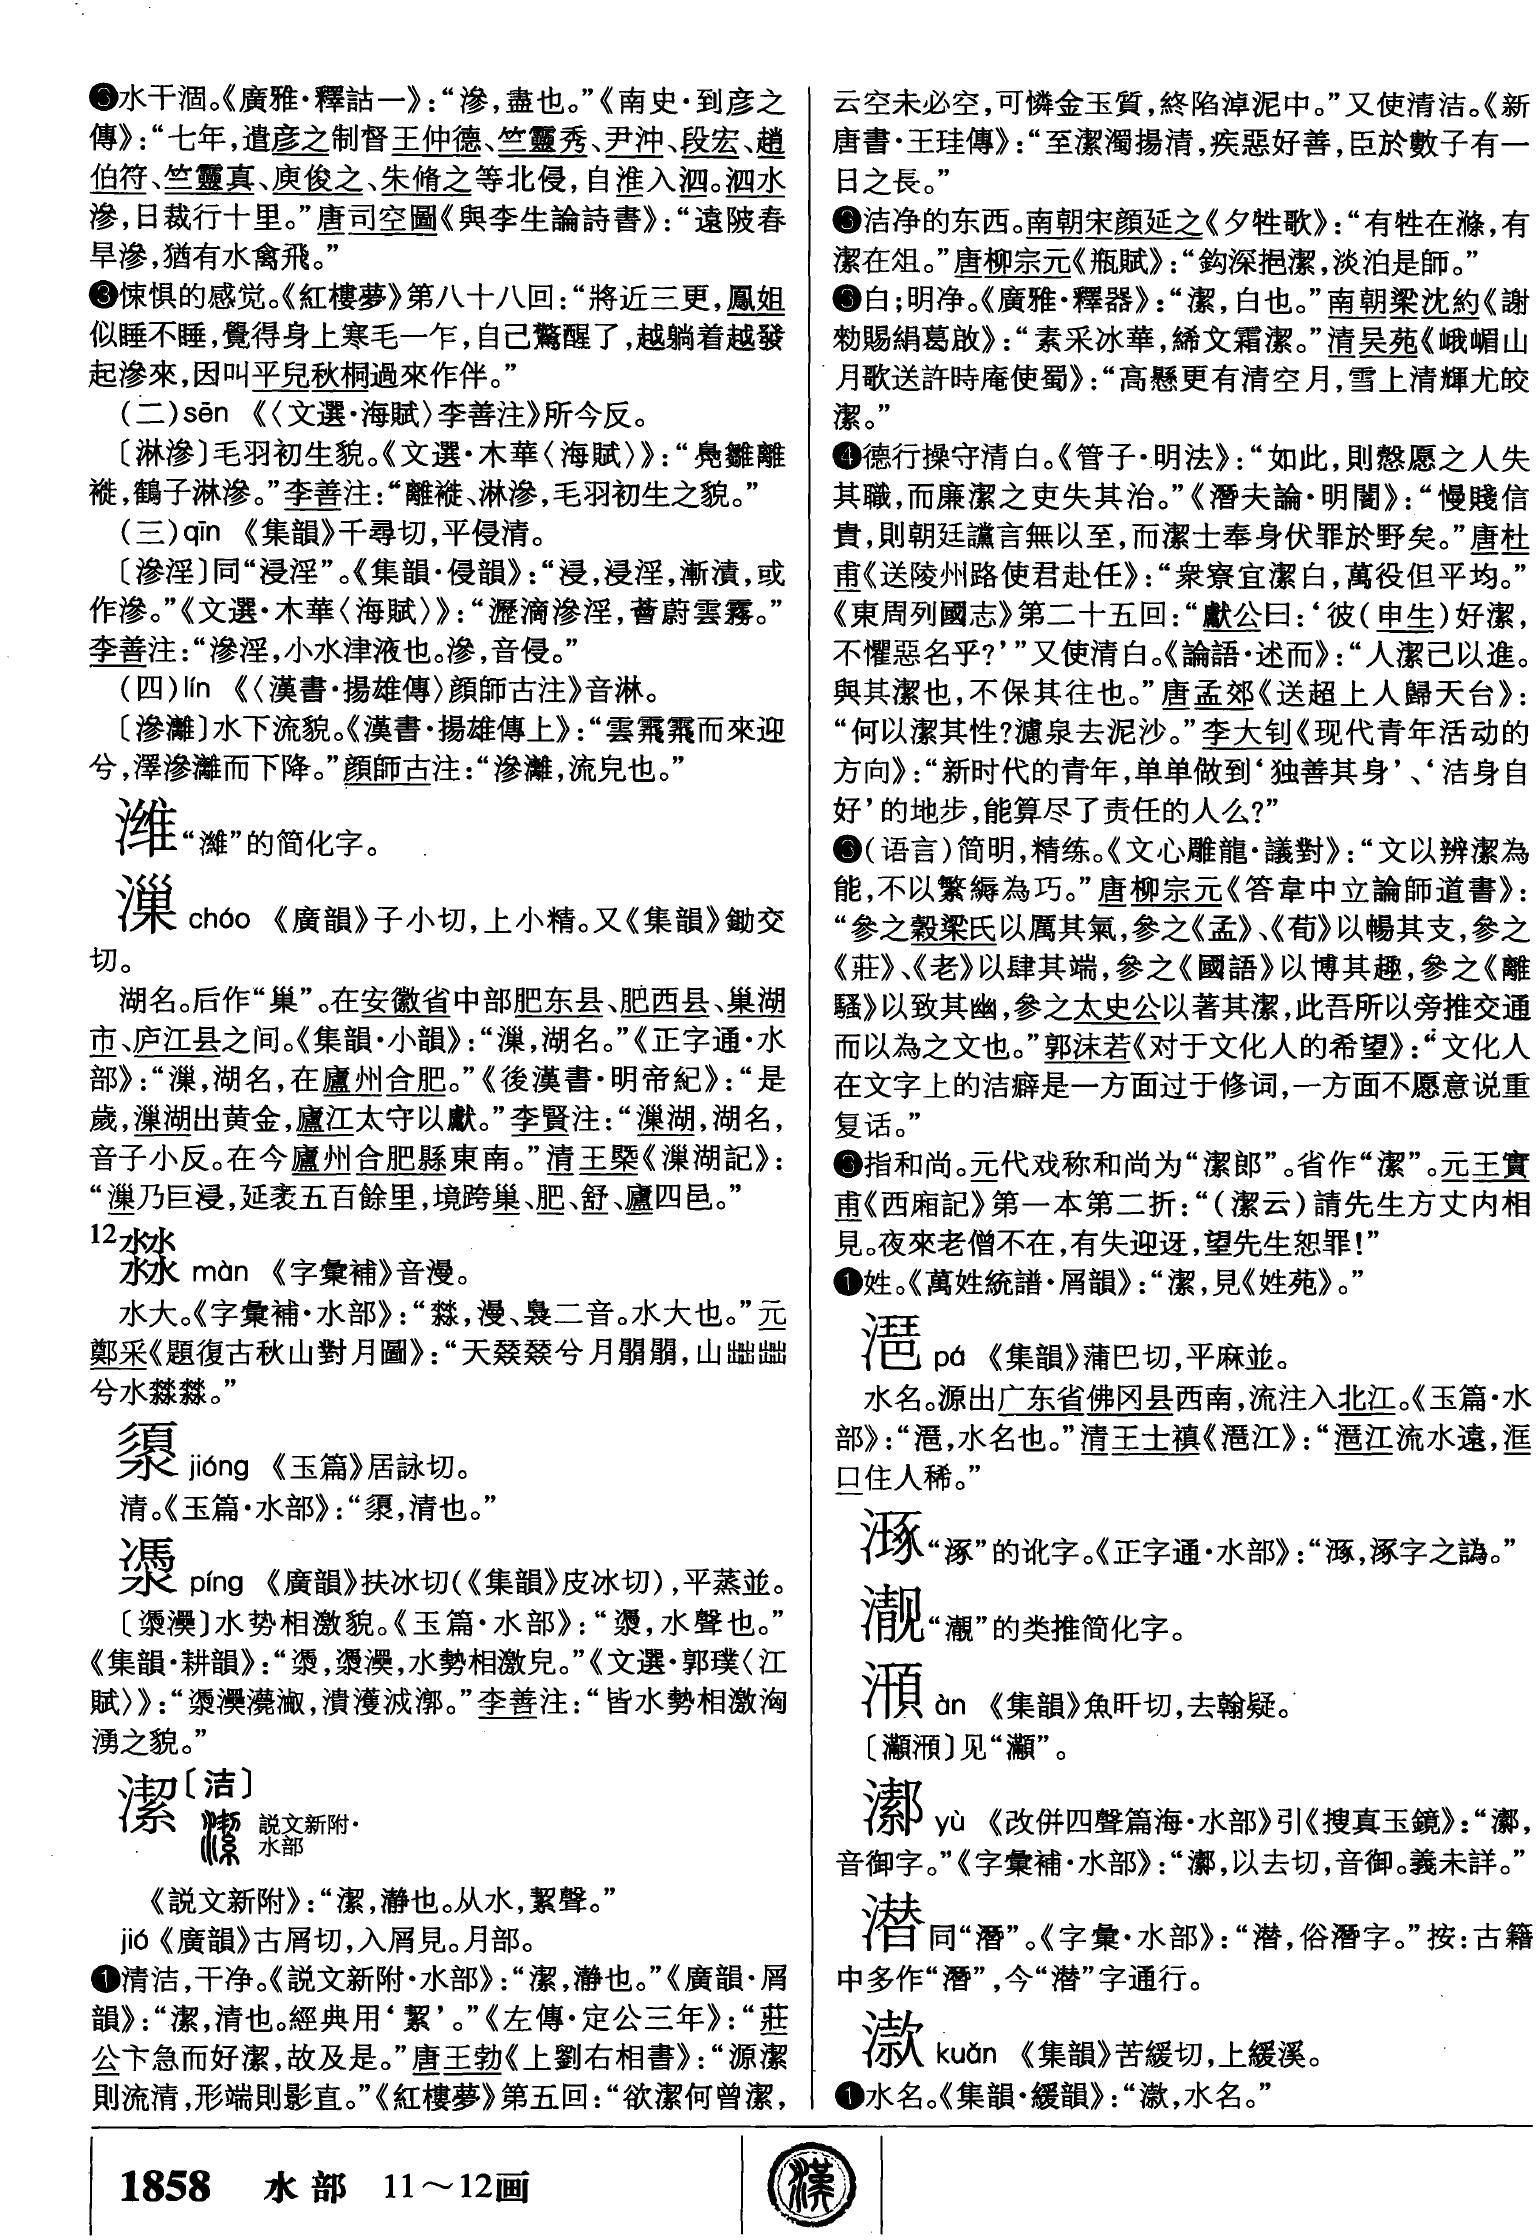 ❻水干涸。《廣雅·釋詁一》：“滲，盡也。”《南史·到彦之
傳》：“七年，遣彦之制督王仲德、竺靈秀、尹沖、段宏、趙
伯符、竺靈真、庾俊之、朱脩之等北侵，自淮入泗。泗水
滲，日裁行十里。”唐司空圖《與李生論詩書》：“遠陂春
旱滲，猶有水禽飛。”
❸悚惧的感觉。《紅樓夢》第八十八回：“將近三更，鳳姐
似睡不睡，覺得身上寒毛一乍，自己驚醒了，越躺着越發
起滲來，因叫平兒秋桐過來作伴。”
（二）sēn 《〈文選·海賦〉李善注》所今反。
〔淋滲〕毛羽初生貌。《文選·木華〈海賦〉》：“鳧雛離
褷，鶴子淋滲。”李善注：“離褷、淋滲，毛羽初生之貌。”
（三）qīn 《集韻》千尋切，平侵清。
〔滲淫〕同“浸淫”。《集韻·侵韻》：“浸，浸淫，漸漬，或
作滲。”《文選·木華〈海賦〉》：“瀝滴滲淫，薈蔚雲霧。”
李善注：“滲淫，小水津液也。滲，音侵。”
（四）lín 《〈漢書·揚雄傳〉顔師古注》音淋。
〔滲灕〕水下流貌。《漢書·揚雄傳上》：“雲霏霏而來迎
兮，澤滲灕而下降。”顔師古注：“滲灕，流皃也。”
潍“濰”的简化字。
漅 cháo 《廣韻》子小切，上小精。又《集韻》鋤交
切。
湖名。后作“巢”。在安徽省中部肥东县、肥西县、巢湖
市、庐江县之间。《集韻·小韻》：“漅，湖名。”《正字通·水
部》：“漅，湖名，在廬州合肥。”《後漢書·明帝紀》：“是
歲，漅湖出黄金，廬江太守以獻。”李賢注：“漅湖，湖名，
音子小反。在今廬州合肥縣東南。”清王槩《漅湖記》：
“漅乃巨浸，延袤五百餘里，境跨巢、肥、舒、廬四邑。”
12㵘 màn 《字彙補》音漫。
水大。《字彙補·水部》：“㵘，漫、裊二音。水大也。”元
鄭采《題復古秋山對月圖》：“天㷠㷠兮月朤朤，山𡾰𡾰
兮水㵘㵘。”
澃 jiǒng 《玉篇》居詠切。
清。《玉篇·水部》：“澃，清也。”
凴 píng 《廣韻》扶冰切（《集韻》皮冰切），平蒸並。
〔㵗澩〕水势相激貌。《玉篇·水部》：“㵗，水聲也。”
《集韻·耕韻》：“㵗，水勢相激皃。”《文選·郭璞〈江
賦〉》：“潰濩泧漷。”李善注：“皆水勢相激洶
湧之貌。”
潔〔洁〕
説文新附·
水部
《説文新附》：“潔，瀞也。从水，絜聲。”
jié 《廣韻》古屑切，入屑見。月部。
❶清洁，干净。《説文新附·水部》：“潔，瀞也。”《廣韻·屑
韻》：“潔，清也。經典用‘絜’。”《左傳·定公三年》：“莊
公卞急而好潔，故及是。”唐王勃《上劉右相書》：“源潔
則流清，形端則影直。”《紅樓夢》第五回：“欲潔何曾潔，
云空未必空，可憐金玉質，終陷淖泥中。”又使清洁。《新
唐書·王珪傳》：“至潔濁揚清，疾惡好善，臣於數子有一
日之長。”
❷洁净的东西。南朝宋顔延之《夕牲歌》：“有牲在滌，有
潔在俎。”唐柳宗元《瓶賦》：“鈎深挹潔，淡泊是師。”
❸白；明净。《廣雅·釋器》：“潔，白也。”南朝梁沈約《謝
勑賜絹葛啟》：“素采冰華，絺文霜潔。”清吴苑《峨嵋山
月歌送許時庵使蜀》：“高懸更有清空月，雪上清輝尤皎
潔。”
❹德行操守清白。《管子·明法》：“如此，則愨愿之人失
其職，而廉潔之吏失其治。”《潛夫論·明闇》：“慢賤信
貴，則朝廷讜言無以至，而潔士奉身伏罪於野矣。”唐杜
甫《送陵州路使君赴任》：“衆寮宜潔白，萬役但平均。”
《東周列國志》第二十五回：“獻公曰：‘彼（申生）好潔，
不懼惡名乎？’”又使清白。《論語·述而》：“人潔己以進。
與其潔也，不保其往也。”唐孟郊《送超上人歸天台》：
“何以潔其性？濾泉去泥沙。”李大钊《现代青年活动的
方向》：“新时代的青年，单单做到‘独善其身’、‘洁身自
好’的地步，能算尽了责任的人么？”
❺（语言）简明，精练。《文心雕龍·議對》：“文以辨潔為
能，不以繁縟為巧。”唐柳宗元《答韋中立論師道書》：
“參之穀梁氏以厲其氣，參之《孟》、《荀》以暢其支，參之
《莊》、《老》以肆其端，參之《國語》以博其趣，參之《離
騷》以致其幽，參之太史公以著其潔，此吾所以旁推交通
而以為之文也。”郭沫若《对于文化人的希望》：“文化人
在文字上的洁癖是一方面过于修词，一方面不愿意说重
复话。”
❻指和尚。元代戏称和尚为“潔郎”。省作“潔”。元王實
甫《西廂記》第一本第二折：“（潔云）請先生方丈内相
見。夜來老僧不在，有失迎迓，望先生恕罪！”
❼姓。《萬姓統譜·屑韻》：“潔，見《姓苑》。”
潖 pá 《集韻》蒲巴切，平麻並。
水名。源出广东省佛冈县西南，流注入北江。《玉篇·水
部》：“潖，水名也。”清王士禛《潖江》：“潖江流水遠，洭
口住人稀。”
“涿”的讹字。《正字通·水部》：“涿字之譌。”
“瀙”的类推简化字。
àn 《集韻》魚旰切，去翰疑。
见“灦”。
yù 《改併四聲篇海·水部》引《搜真玉鏡》：“
音御字。”《字彙補·水部》：“以去切，音御。義未詳。”
潜同“潛”。《字彙·水部》：“潜，俗潛字。”按：古籍
中多作“潛”，今“潜”字通行。
㵀 kuǎn 《集韻》苦緩切，上緩溪。
❶水名。《集韻·緩韻》：“水名。”
1858 水部 11～12画
漢